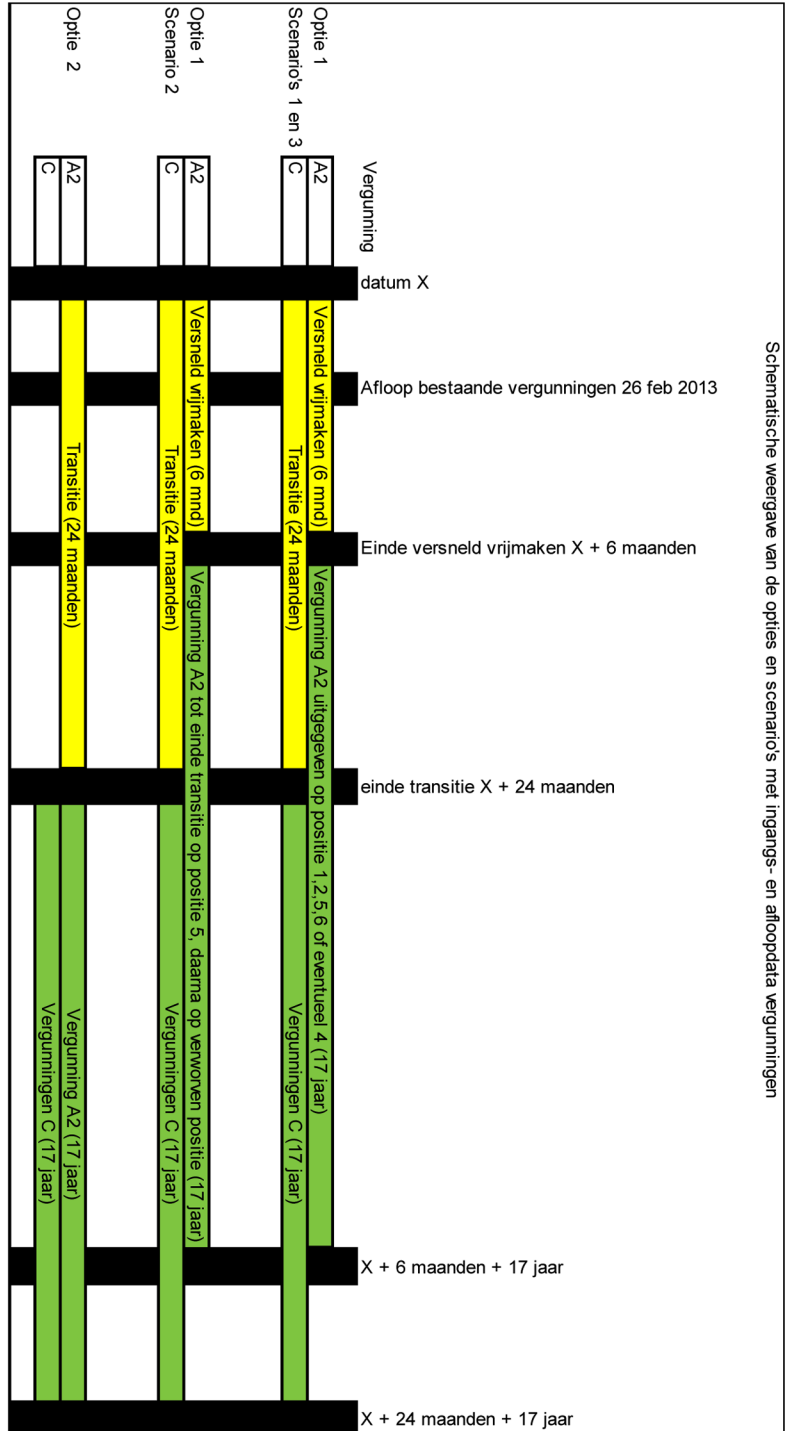 Schematische weergave van de opties en scenario's met ingangs- en afloopdata vergunningen
Vergunning
datum X
Afloop bestaande vergunningen 26 feb 2013
Einde versneld vrijmaken X + 6 maanden
einde transitie X + 24 maanden
X + 6 maanden + 17 jaar
X + 24 maanden + 17 jaar
Optie 1
Scenario's 1 en 3
A2
Versneld vrijmaken (6 mnd)
Vergunning A2 uitgegeven op positie 1,2,5,6 of eventueel 4 (17 jaar)
C
Transitie (24 maanden)
Vergunningen C (17 jaar)
Optie 1
Scenario 2
A2
Versneld vrijmaken (6 mnd)
Vergunning A2 tot einde transitie op positie 5, daarna op verworven positie (17 jaar)
C
Transitie (24 maanden)
Vergunningen C (17 jaar)
Optie 2
A2
Transitie (24 maanden)
Vergunning A2 (17 jaar)
C
Vergunningen C (17 jaar)